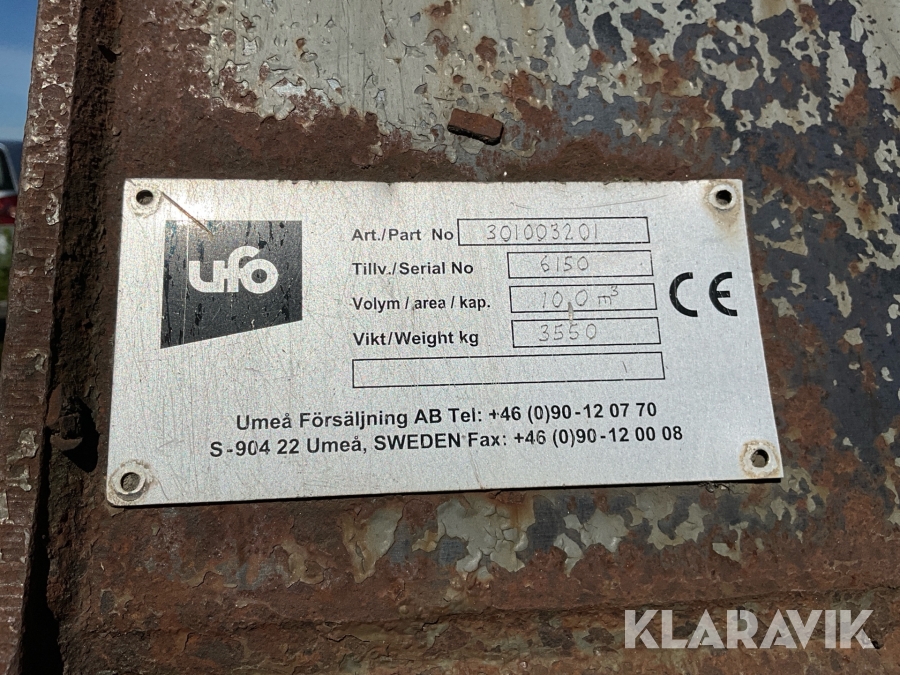 ufo
Art./Part No 301003201
Tillv./Serial No 6150
Volym / area / kap. 10,0 m³
Vikt/Weight kg 3550
CE
Umeå Försäljning AB Tel: +46 (0)90-12 07 70
S-904 22 Umeå, SWEDEN Fax: +46 (0)90-12 00 08
KLARAVIK